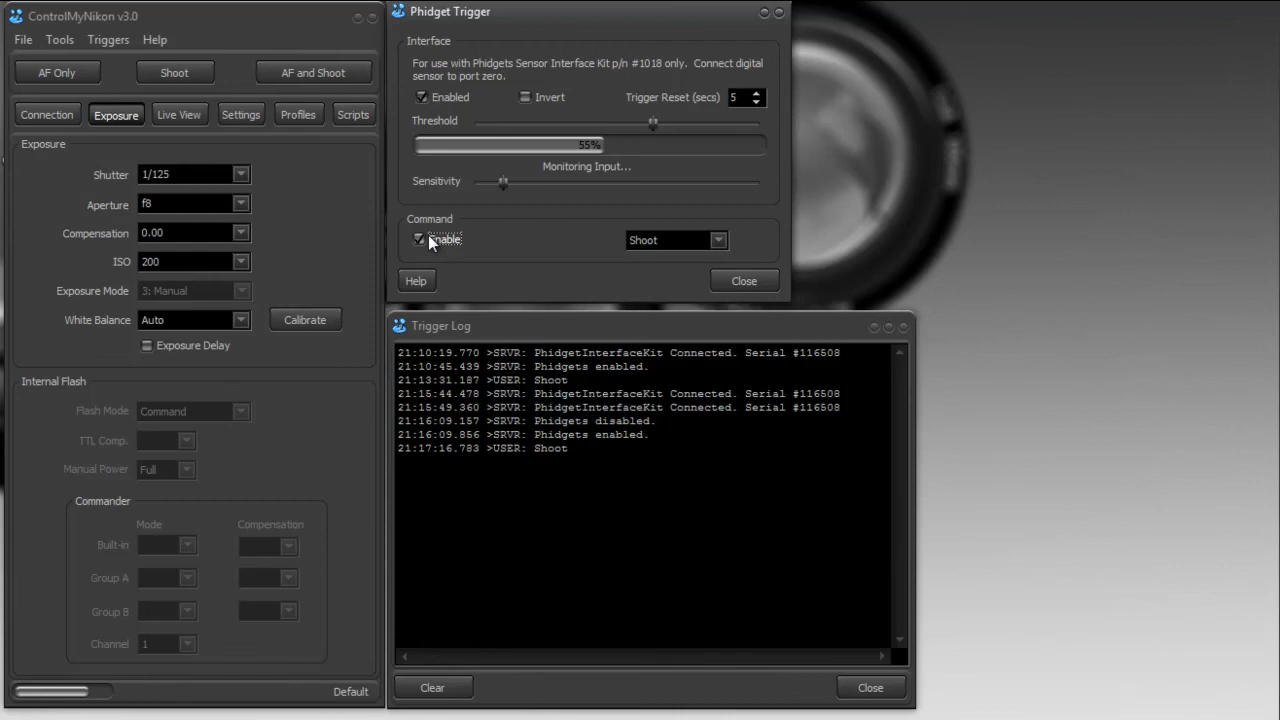 ControlMyNikon v3.0
File Tools Triggers Help
AF Only Shoot AF and Shoot
Connection Exposure Live View Settings Profiles Scripts
Exposure
Shutter 1/125
Aperture f8
Compensation 0.00
ISO 200
Exposure Mode 3: Manual
White Balance Auto Calibrate
Exposure Delay
Internal Flash
Flash Mode Command
TTL Comp.
Manual Power Full
Commander
Mode Compensation
Built-in
Group A
Group B
Channel 1
Default
Phidget Trigger
Interface
For use with Phidgets Sensor Interface Kit p/n #1018 only. Connect digital
sensor to port zero.
Enabled Invert Trigger Reset (secs) 5
Threshold
55%
Monitoring Input...
Sensitivity
Command
Enable Shoot
Help Close
Trigger Log
21:10:19.770 >SRVR: PhidgetInterfaceKit Connected. Serial #116508
21:10:45.439 >SRVR: Phidgets enabled.
21:13:31.187 >USER: Shoot
21:15:44.478 >SRVR: PhidgetInterfaceKit Connected. Serial #116508
21:15:49.360 >SRVR: PhidgetInterfaceKit Connected. Serial #116508
21:16:09.157 >SRVR: Phidgets disabled.
21:16:09.856 >SRVR: Phidgets enabled.
21:17:16.783 >USER: Shoot
Clear Close